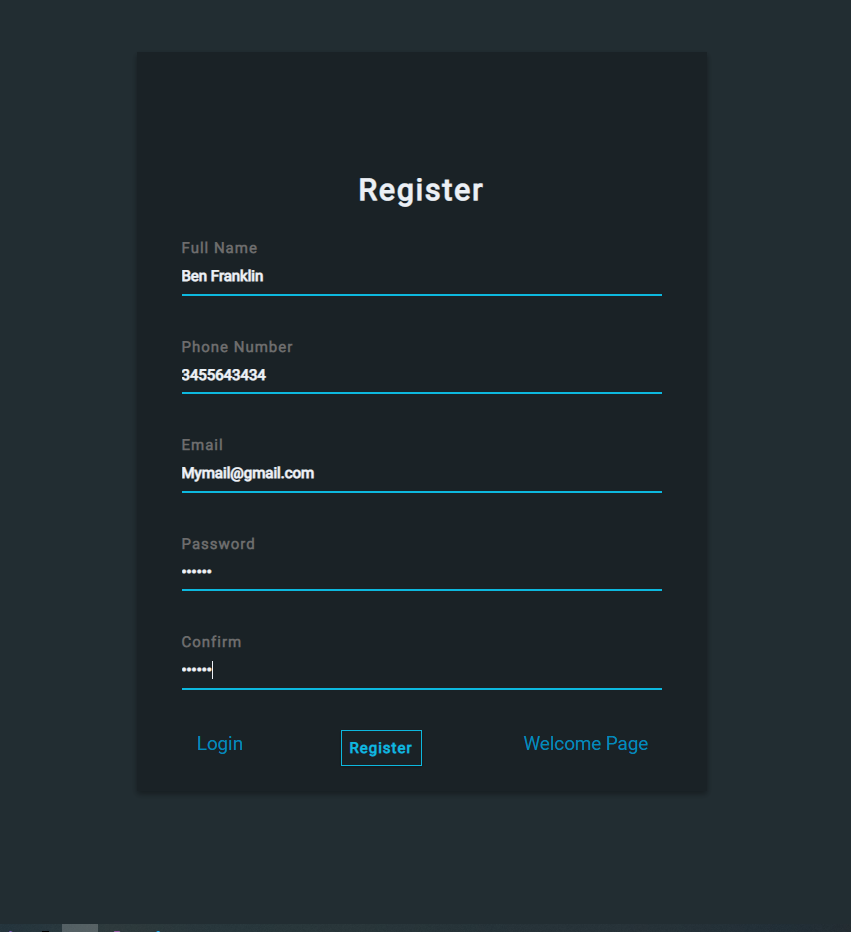 Register
Full Name
Ben Franklin
Phone Number
3455643434
Email
Mymail@gmail.com
Password
••••••
Confirm
••••••
Login Register Welcome Page